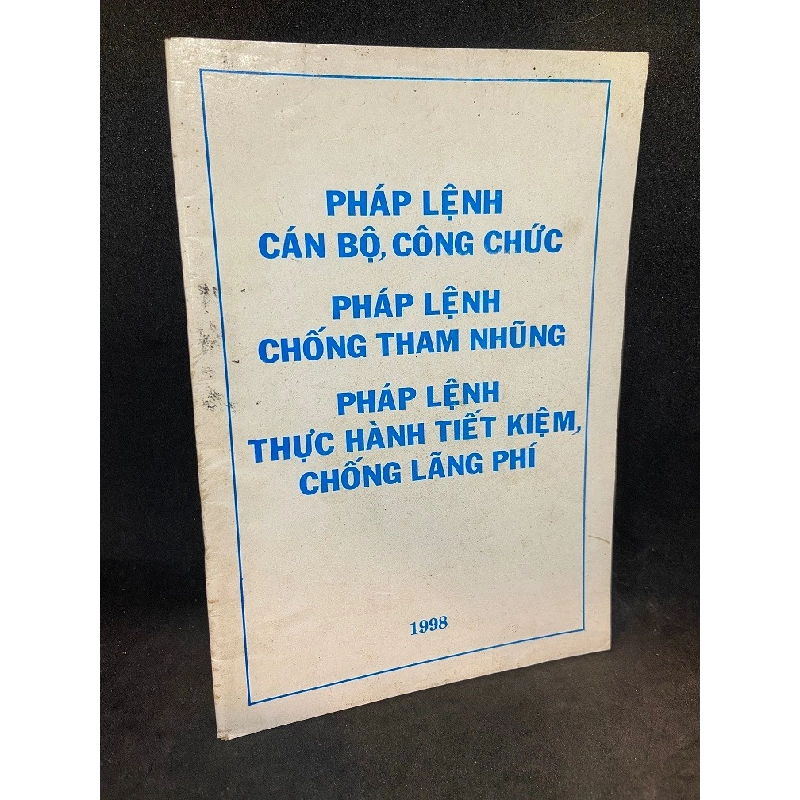 PHÁP LỆNH
CÁN BỘ, CÔNG CHỨC
PHÁP LỆNH
CHỐNG THAM NHŨNG
PHÁP LỆNH
THỰC HÀNH TIẾT KIỆM,
CHỐNG LÃNG PHÍ
1998